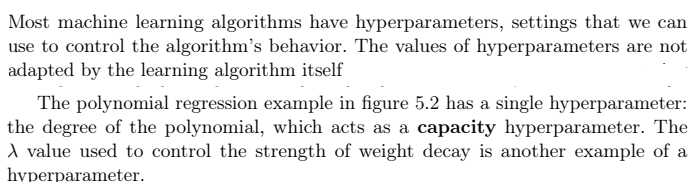 Most machine learning algorithms have hyperparameters, settings that we can
use to control the algorithm's behavior. The values of hyperparameters are not
adapted by the learning algorithm itself
The polynomial regression example in figure 5.2 has a single hyperparameter:
the degree of the polynomial, which acts as a capacity hyperparameter. The
λ value used to control the strength of weight decay is another example of a
hyperparameter.